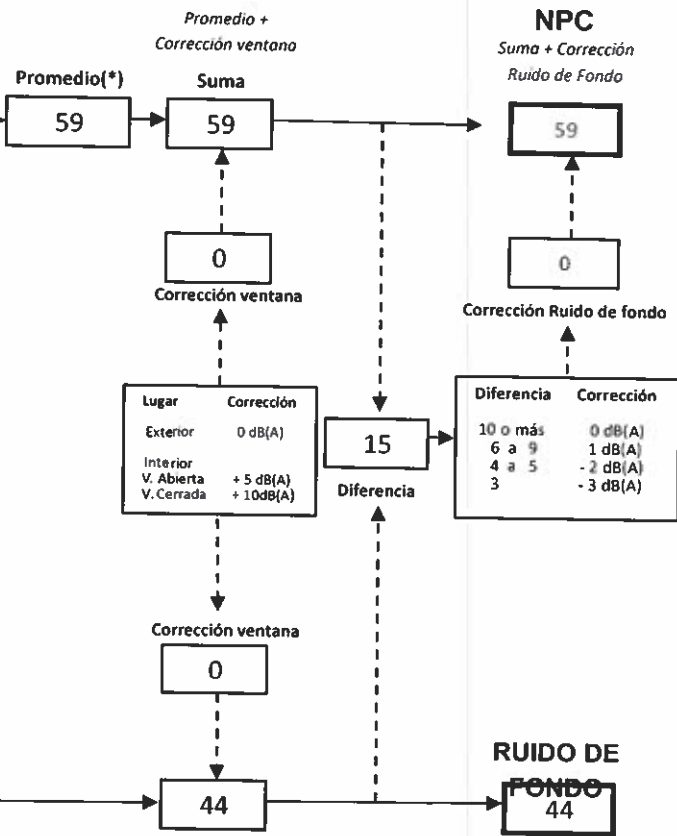 Promedio +
Corrección ventana
NPC
Suma + Corrección
Ruido de Fondo
Promedio(*)
Suma
59
59
59
0
0
Corrección ventana
Corrección Ruido de fondo
Lugar Corrección
Exterior 0 dB(A)
Interior
V. Abierta + 5 dB(A)
V. Cerrada + 10dB(A)
15
Diferencia
Diferencia Corrección
10 o más 0 dB(A)
6 a 9 1 dB(A)
4 a 5 - 2 dB(A)
3 - 3 dB(A)
Corrección ventana
0
44
RUIDO DE
FONDO
44